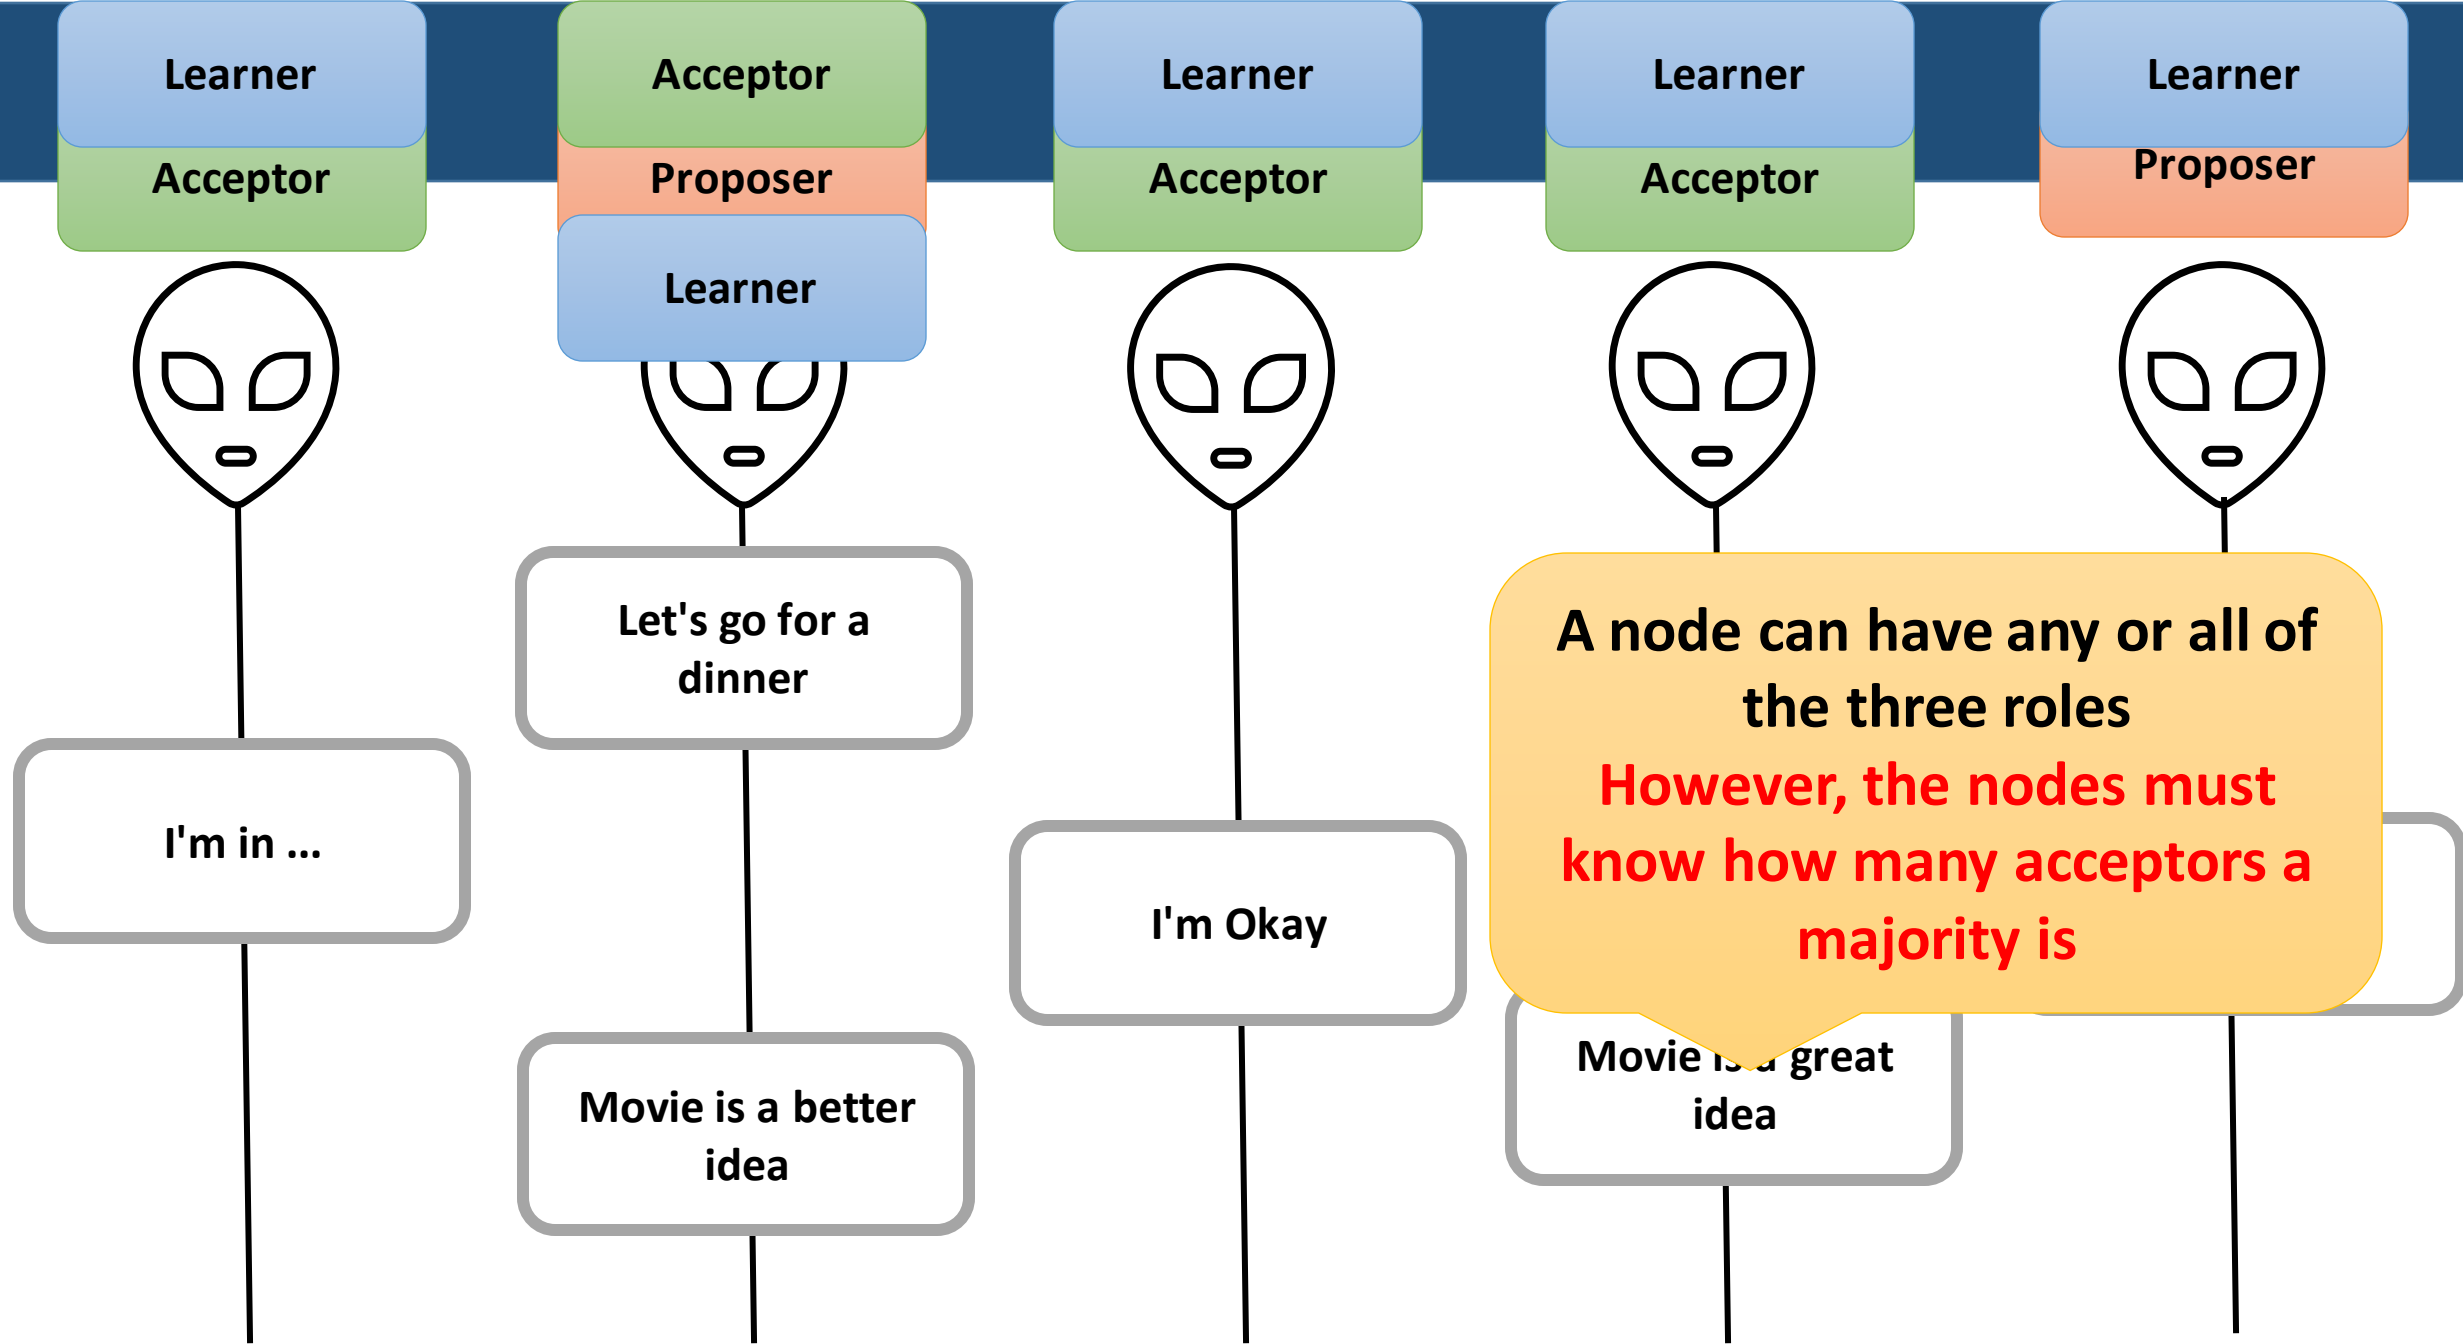 Learner
Acceptor
Acceptor
Proposer
Learner
Learner
Acceptor
Learner
Acceptor
Learner
Proposer
Let's go for a
dinner
I'm in ...
I'm Okay
A node can have any or all of
the three roles
However, the nodes must
know how many acceptors a
majority is
Movie is a better
idea
Movie is a great
idea